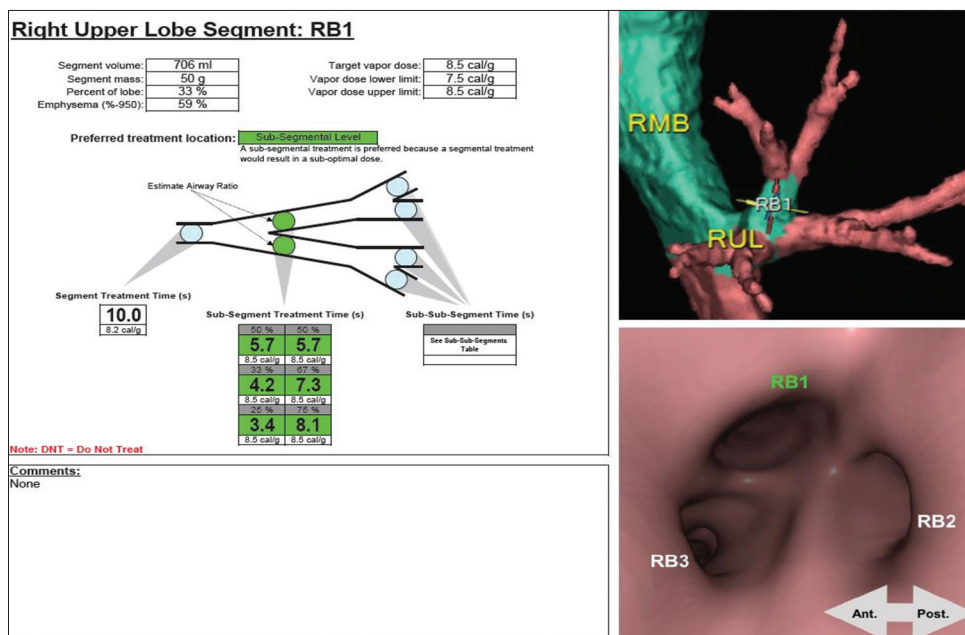 Right Upper Lobe Segment: RB1
Segment volume: 706 ml
Segment mass: 50 g
Percent of lobe: 33 %
Emphysema (%-950): 59 %
Target vapor dose: 8.5 cal/g
Vapor dose lower limit: 7.5 cal/g
Vapor dose upper limit: 8.5 cal/g
Preferred treatment location: Sub-Segmental Level
A sub-segmental treatment is preferred because a segmental treatment
would result in a sub-optimal dose.
Estimate Airway Ratio
Segment Treatment Time (s)
10.0
8.2 cal/g
Sub-Segment Treatment Time (s)
50 % 50 %
5.7 5.7
8.5 cal/g 8.5 cal/g
33 % 67 %
4.2 7.3
8.5 cal/g 8.5 cal/g
25 % 75 %
3.4 8.1
8.5 cal/g 8.5 cal/g
Sub-Sub-Segment Time (s)
See Sub-Sub-Segments
Table
Note: DNT = Do Not Treat
Comments:
None
RMB
RB1
RUL
RB1
RB2
RB3
Ant. Post.